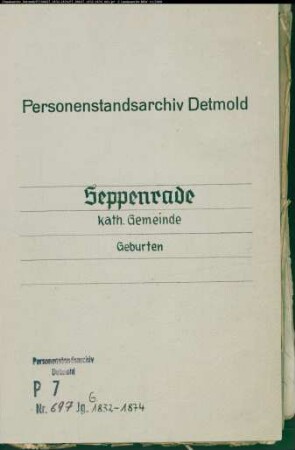 Personenstandsarchiv Detmold
Seppenrade
kath. Gemeinde
Geburten
Personenstandsarchiv
Detmold
P 7
G
Nr. 697 Jg. 1832-1874